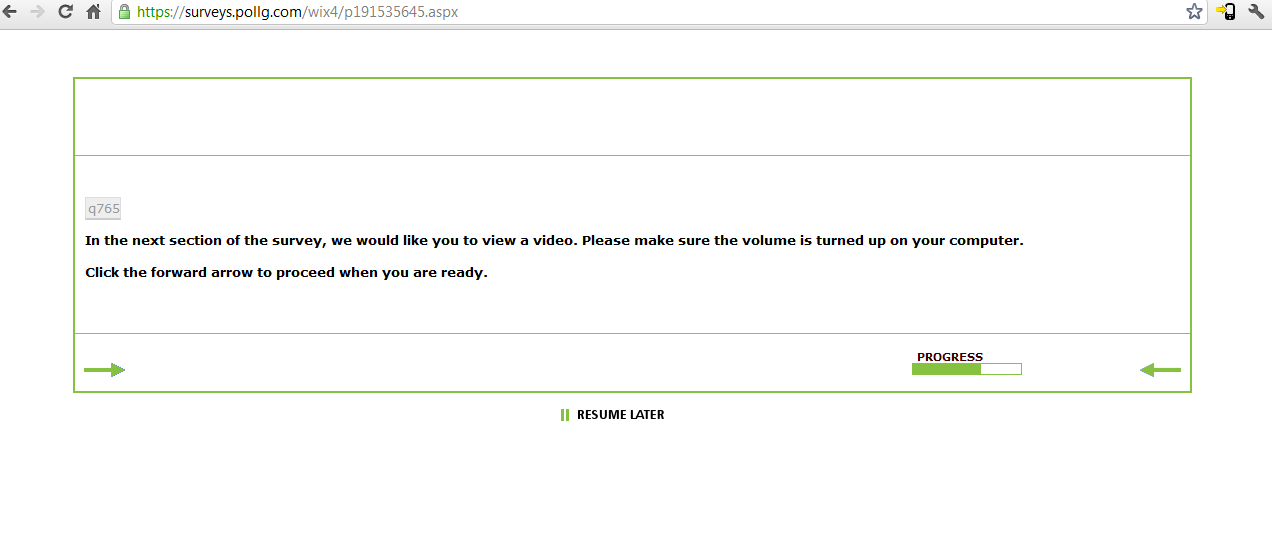 https://surveys.pollg.com/wix4/p191535645.aspx
q765
In the next section of the survey, we would like you to view a video. Please make sure the volume is turned up on your computer.
Click the forward arrow to proceed when you are ready.
PROGRESS
RESUME LATER